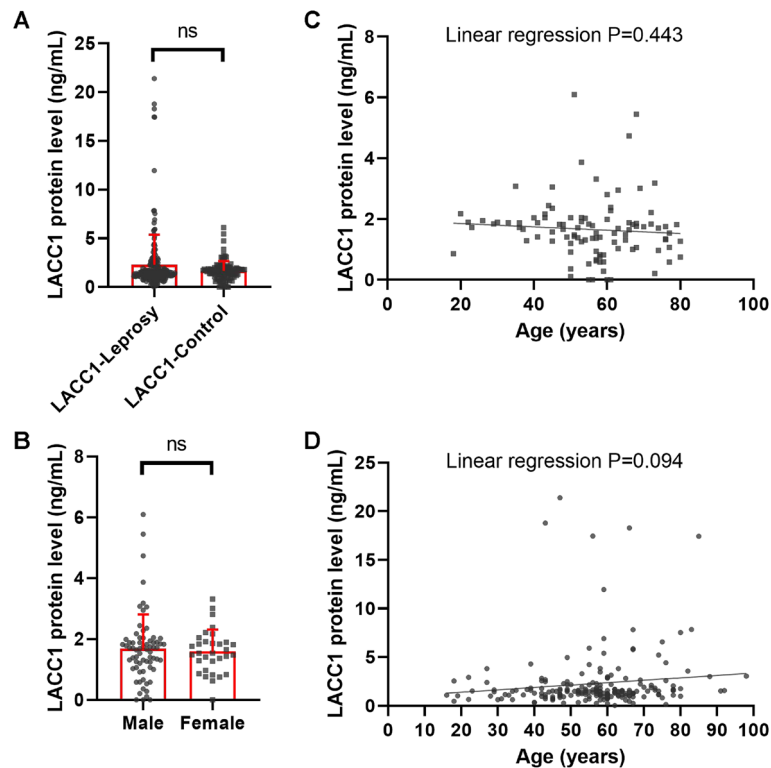 A
LACC1 protein level (ng/mL)
25
20
15
10
5
0
ns
LACC1-Leprosy
LACC1-Control
C
LACC1 protein level (ng/mL)
8
6
4
2
0
Linear regression P=0.443
0 20 40 60 80 100
Age (years)
B
LACC1 protein level (ng/mL)
8
6
4
2
0
ns
Male Female
D
LACC1 protein level (ng/mL)
25
20
15
10
5
0
Linear regression P=0.094
0 10 20 30 40 50 60 70 80 90 100
Age (years)